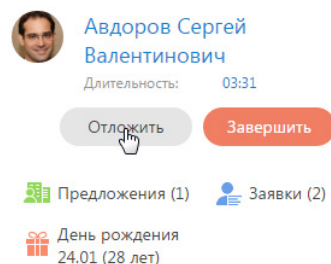 Авдоров Сергей
Валентинович
Длительность: 03:31
Отложить Завершить
Предложения (1) Заявки (2)
День рождения
24.01 (28 лет)